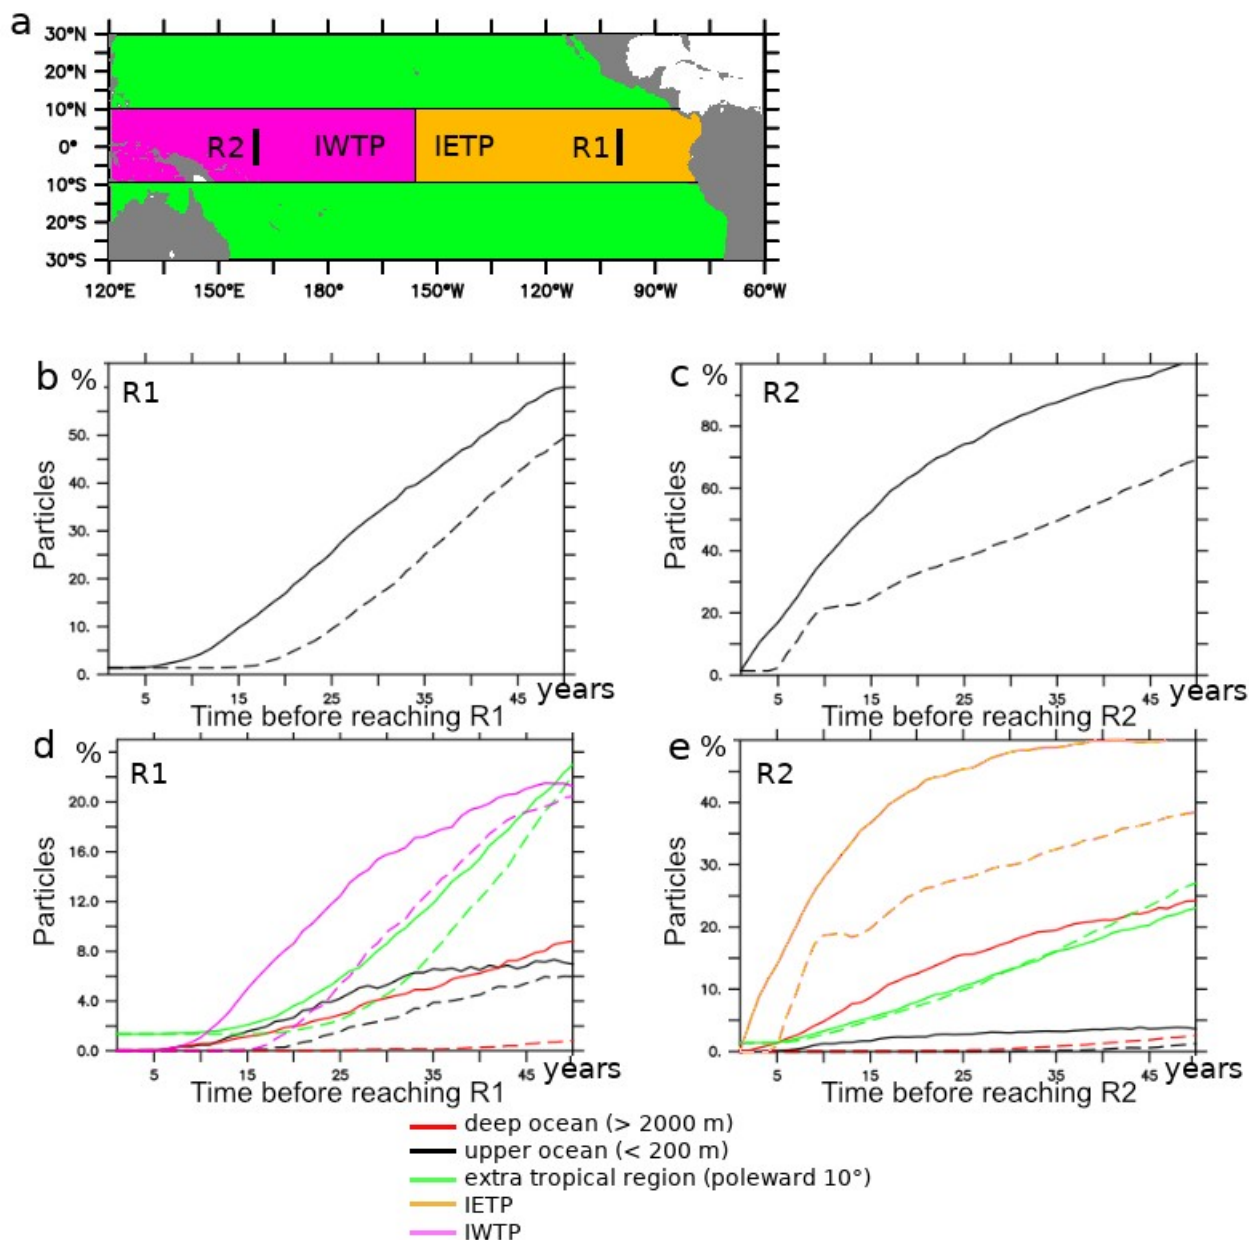 a
30°N
20°N
10°N
0°
10°S
20°S
30°S
R2 IWTP IETP R1
120°E 150°E 180° 150°W 120°W 90°W 60°W
b % R1
50.
40.
30.
20.
10.
0.
Particles
5 15 25 35 45 years
Time before reaching R1
c % R2
80.
60.
40.
20.
0.
Particles
5 15 25 35 45 years
Time before reaching R2
d % R1
20.0
16.0
12.0
8.0
4.0
0.0
Particles
5 15 25 35 45 years
Time before reaching R1
e % R2
40.
30.
20.
10.
0.
Particles
5 15 25 35 45 years
Time before reaching R2
deep ocean (> 2000 m)
upper ocean (< 200 m)
extra tropical region (poleward 10°)
IETP
IWTP